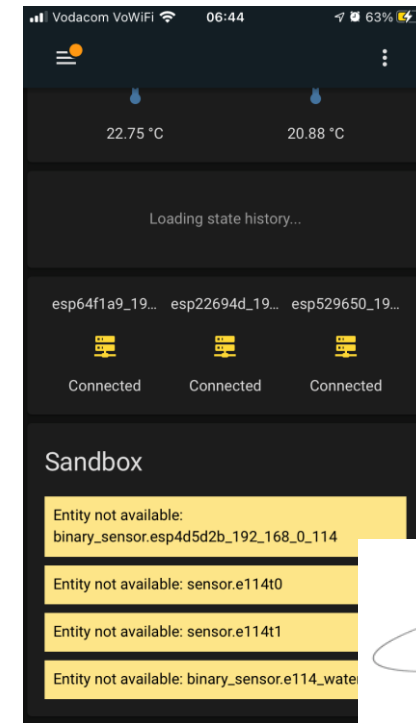 Vodacom VoWiFi 06:44 63%
22.75 °C 20.88 °C
Loading state history...
esp64f1a9_19... esp22694d_19... esp529650_19...
Connected Connected Connected
Sandbox
Entity not available:
binary_sensor.esp4d5d2b_192_168_0_114
Entity not available: sensor.e114t0
Entity not available: sensor.e114t1
Entity not available: binary_sensor.e114_wate